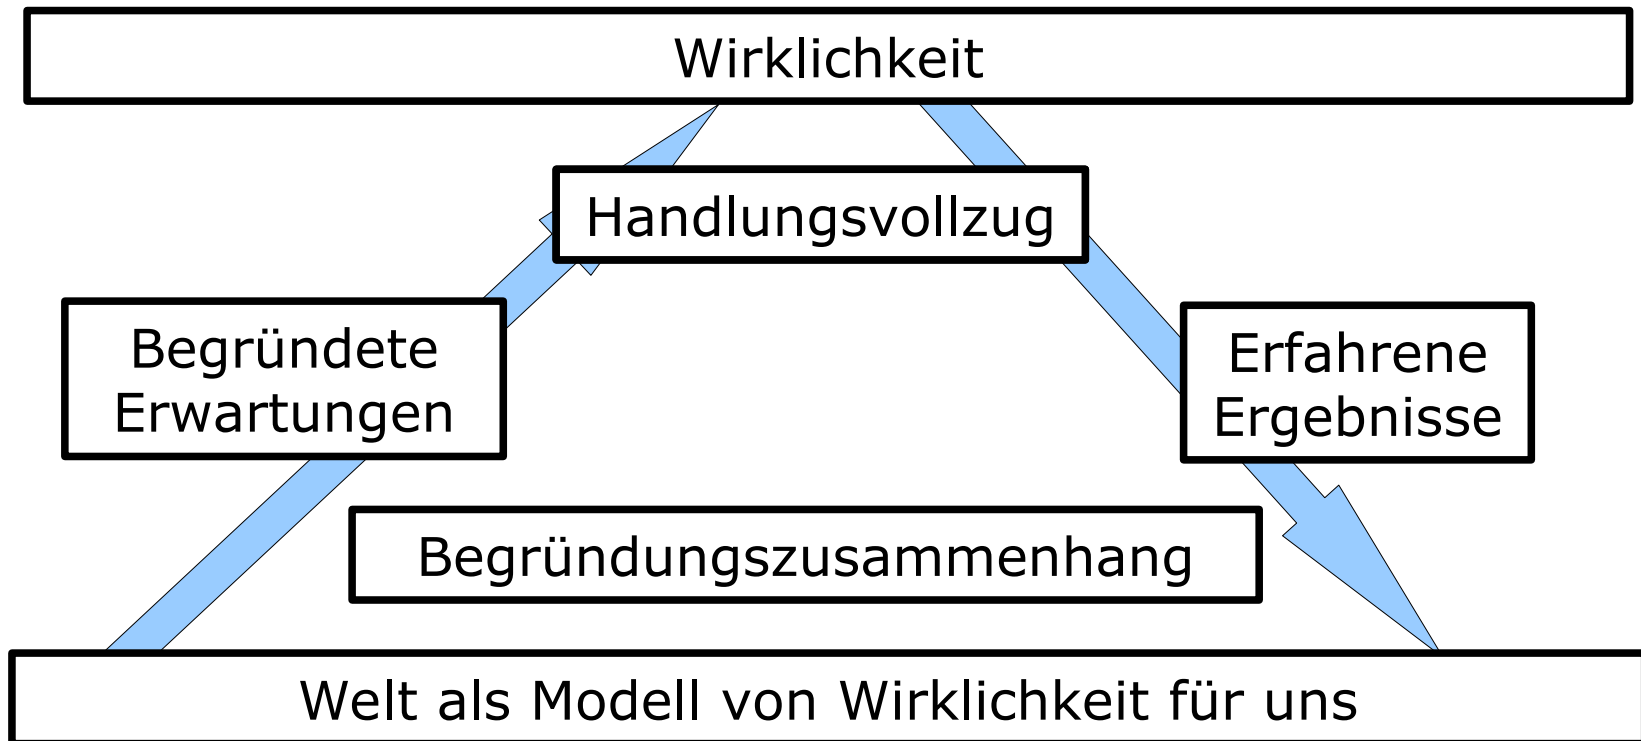 Wirklichkeit
Handlungsvollzug
Begründete
Erwartungen
Erfahrene
Ergebnisse
Begründungszusammenhang
Welt als Modell von Wirklichkeit für uns